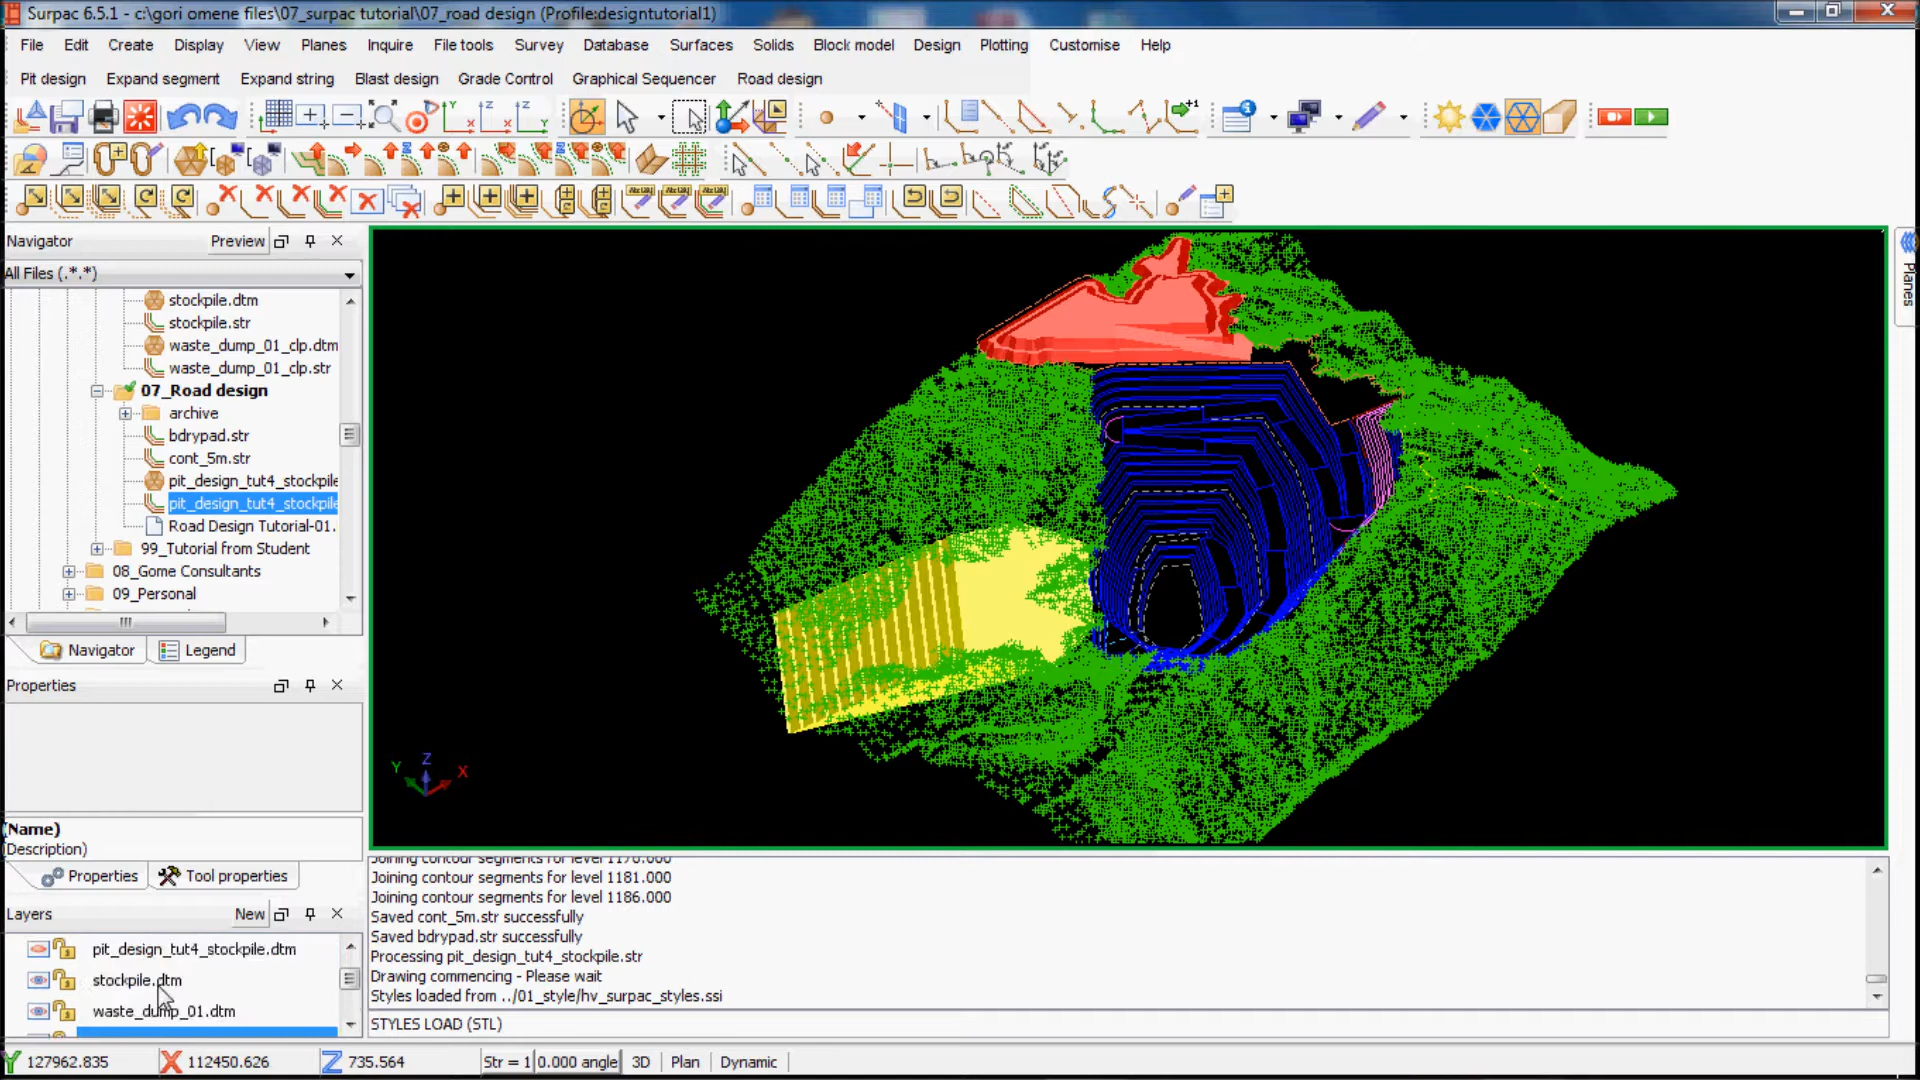 Surpac 6.5.1 - c:\gori omene files\07_surpac tutorial\07_road design (Profile:designtutorial1)
File Edit Create Display View Planes Inquire File tools Survey Database Surfaces Solids Block model Design Plotting Customise Help
Pit design Expand segment Expand string Blast design Grade Control Graphical Sequencer Road design
Navigator Preview
All Files (.*.*)
stockpile.dtm
stockpile.str
waste_dump_01_clp.dtm
waste_dump_01_clp.str
07_Road design
archive
bdrypad.str
cont_5m.str
pit_design_tut4_stockpile
pit_design_tut4_stockpile
Road Design Tutorial-01.
99_Tutorial from Student
08_Gome Consultants
09_Personal
Navigator Legend
Properties
(Name)
(Description)
Properties Tool properties
Layers New
pit_design_tut4_stockpile.dtm
stockpile.dtm
waste_dump_01.dtm
Planes
Z
Y X
Joining contour segments for level 1176.000
Joining contour segments for level 1181.000
Joining contour segments for level 1186.000
Saved cont_5m.str successfully
Saved bdrypad.str successfully
Processing pit_design_tut4_stockpile.str
Drawing commencing - Please wait
Styles loaded from ../01_style/hv_surpac_styles.ssi
STYLES LOAD (STL)
Y 127962.835 X 112450.626 Z 735.564 Str = 1 0.000 angle 3D Plan Dynamic